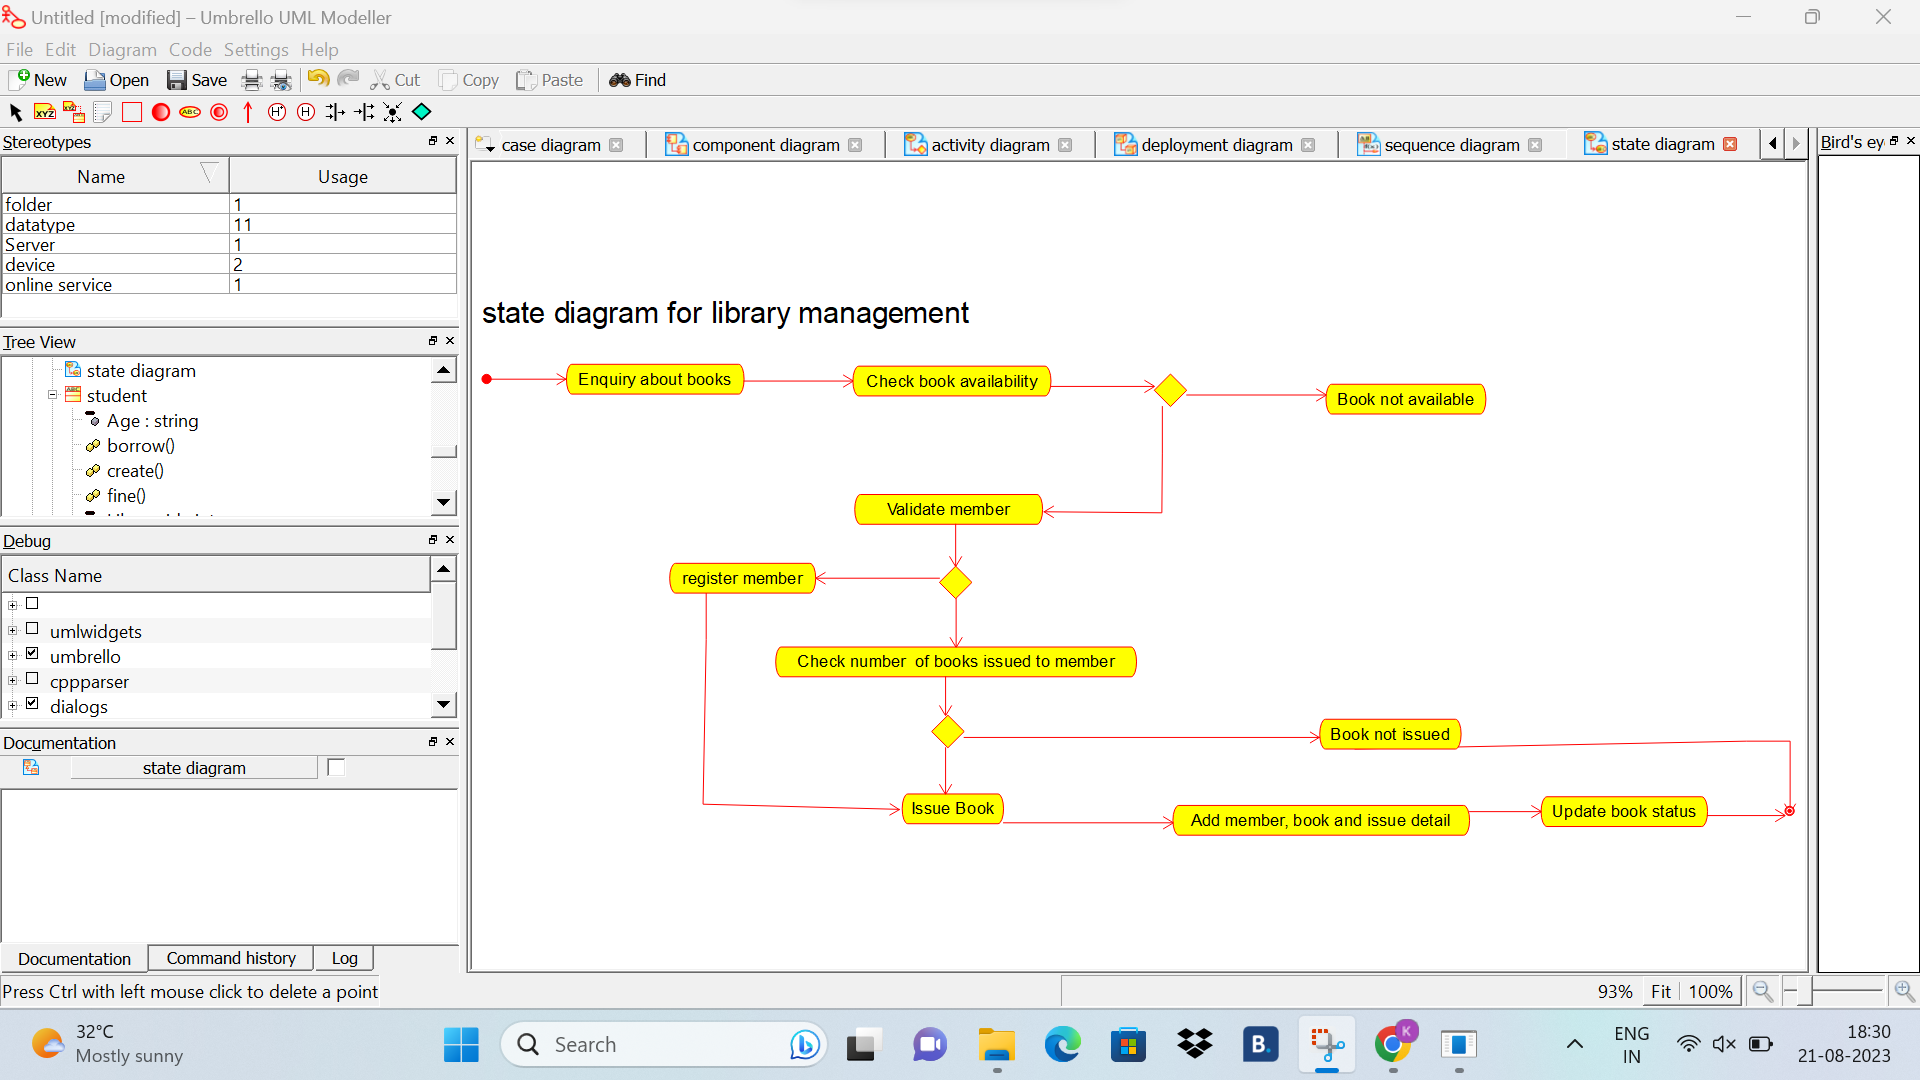 Untitled [modified] – Umbrello UML Modeller
File Edit Diagram Code Settings Help
New Open Save Cut Copy Paste Find
XYZ XYZ ABC H* H
Stereotypes
Name Usage
folder 1
datatype 11
Server 1
device 2
online service 1
Tree View
state diagram
student
Age : string
borrow()
create()
fine()
Debug
Class Name
umlwidgets
umbrello
cppparser
dialogs
Documentation
state diagram
Documentation Command history Log
case diagram component diagram activity diagram deployment diagram sequence diagram state diagram
Bird's ey
state diagram for library management
Enquiry about books
Check book availability
Book not available
Validate member
register member
Check number  of books issued to member
Book not issued
Issue Book
Add member, book and issue detail
Update book status
Press Ctrl with left mouse click to delete a point
93% Fit 100%
32°C
Mostly sunny
Search
B.
K
ENG
IN
18:30
21-08-2023